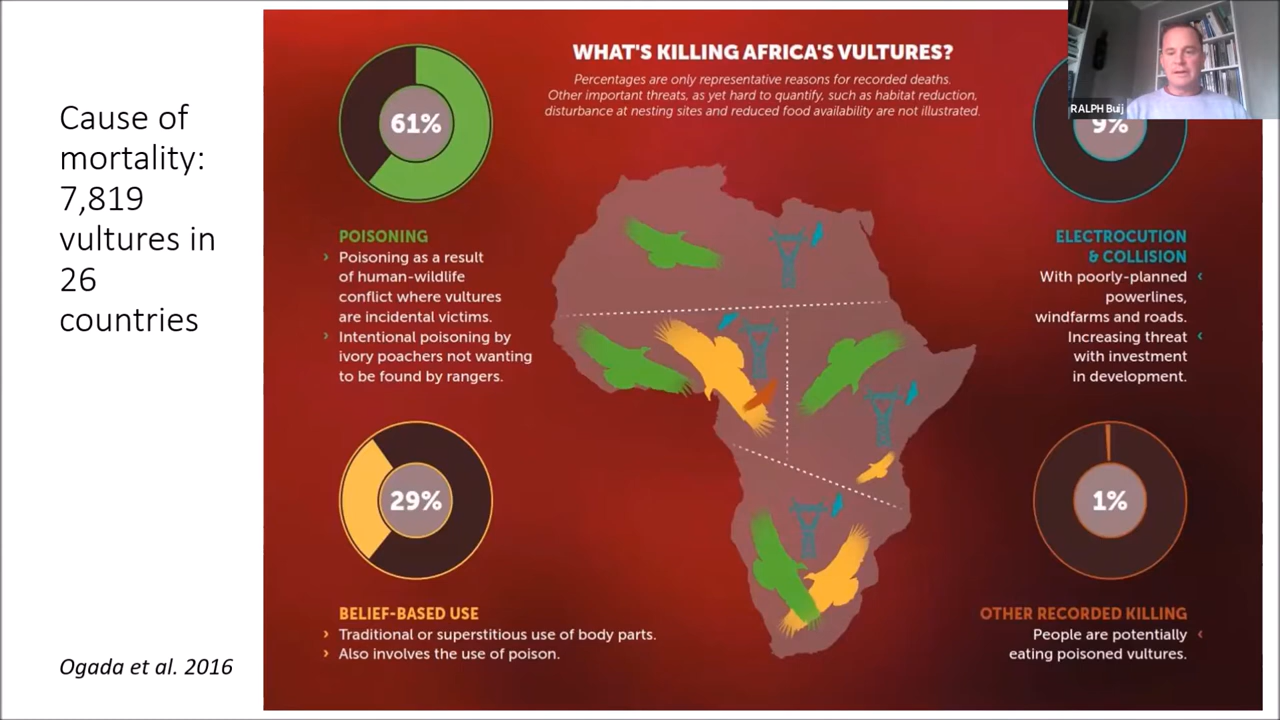 Cause of
mortality:
7,819
vultures in
26
countries
Ogada et al. 2016
WHAT'S KILLING AFRICA'S VULTURES?
Percentages are only representative reasons for recorded deaths.
Other important threats, as yet hard to quantify, such as habitat reduction,
disturbance at nesting sites and reduced food availability are not illustrated.
61%
POISONING
› Poisoning as a result
of human-wildlife
conflict where vultures
are incidental victims.
› Intentional poisoning by
ivory poachers not wanting
to be found by rangers.
29%
BELIEF-BASED USE
› Traditional or superstitious use of body parts.
› Also involves the use of poison.
RALPH Buij
9%
ELECTROCUTION
& COLLISION
With poorly-planned ‹
powerlines,
windfarms and roads.
Increasing threat ‹
with investment
in development.
1%
OTHER RECORDED KILLING
People are potentially ‹
eating poisoned vultures.